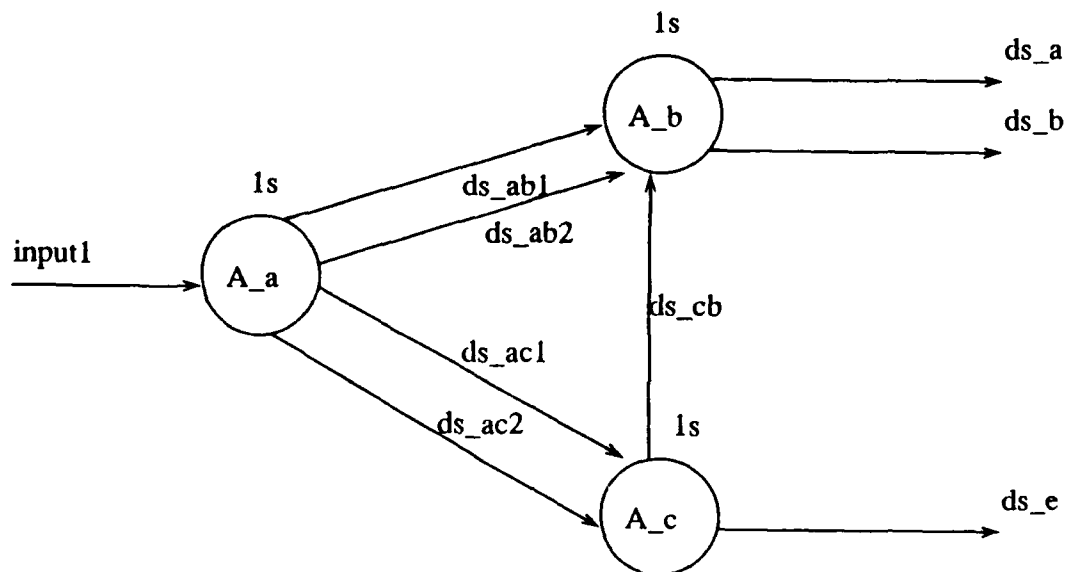 1s
ds_a
A_b
ds_b
1s
ds_ab1
ds_ab2
input1
A_a
ds_cb
ds_ac1
ds_ac2
1s
A_c
ds_e